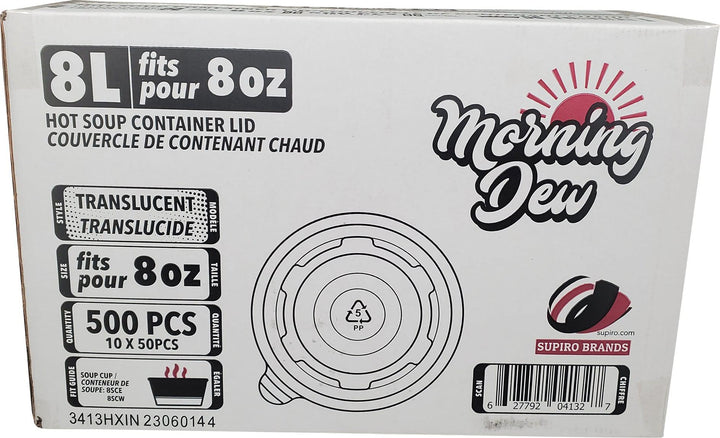 8L fits pour 8oz
HOT SOUP CONTAINER LID
COUVERCLE DE CONTENANT CHAUD
Morning
Dew
STYLE
TRANSLUCENT
TRANSLUCIDE
MODÈLE
SIZE
fits pour 8oz
TAILLE
QUANTITY
500 PCS
10 X 50PCS
QUANTITÉ
FIT GUIDE
SOUP CUP /
CONTENEUR DE
SOUPE: 8SCE
8SCW
EGALER
3413HXIN 23060144
5
PP
supiro.com
SUPIRO BRANDS
SCAN
6 27792 04132 7
CHIFFRE